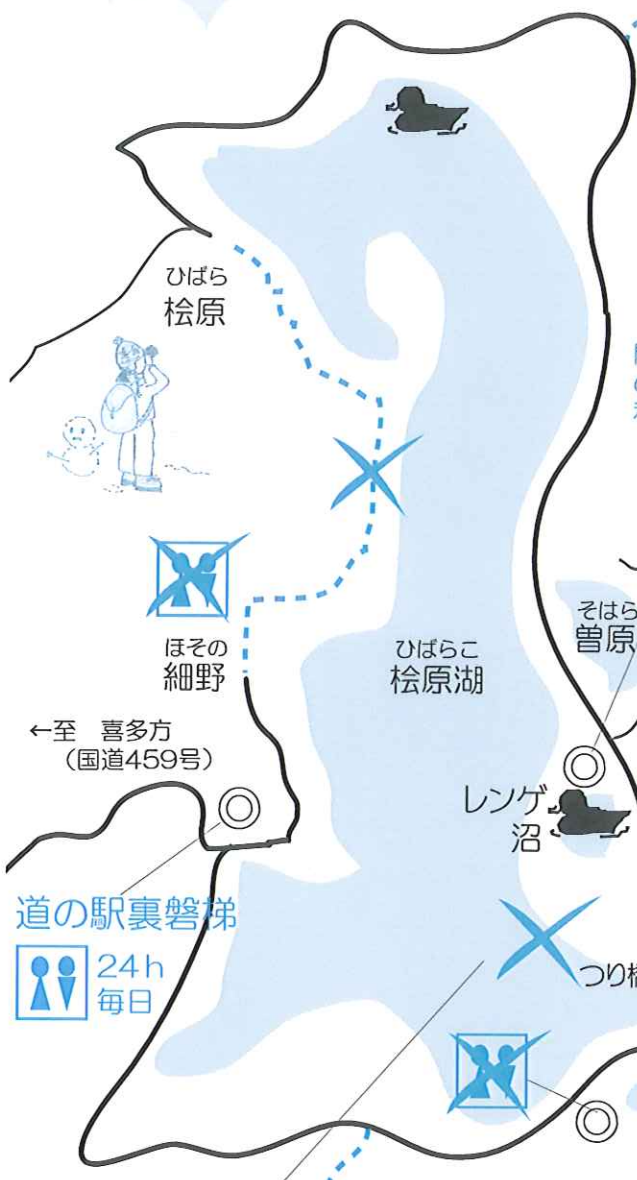 ひばら
桧原
ほその
細野
ひばらこ
桧原湖
そはら
曽原
←至 喜多方
（国道459号）
レンゲ
沼
道の駅裏磐梯
24h
毎日
つり橋